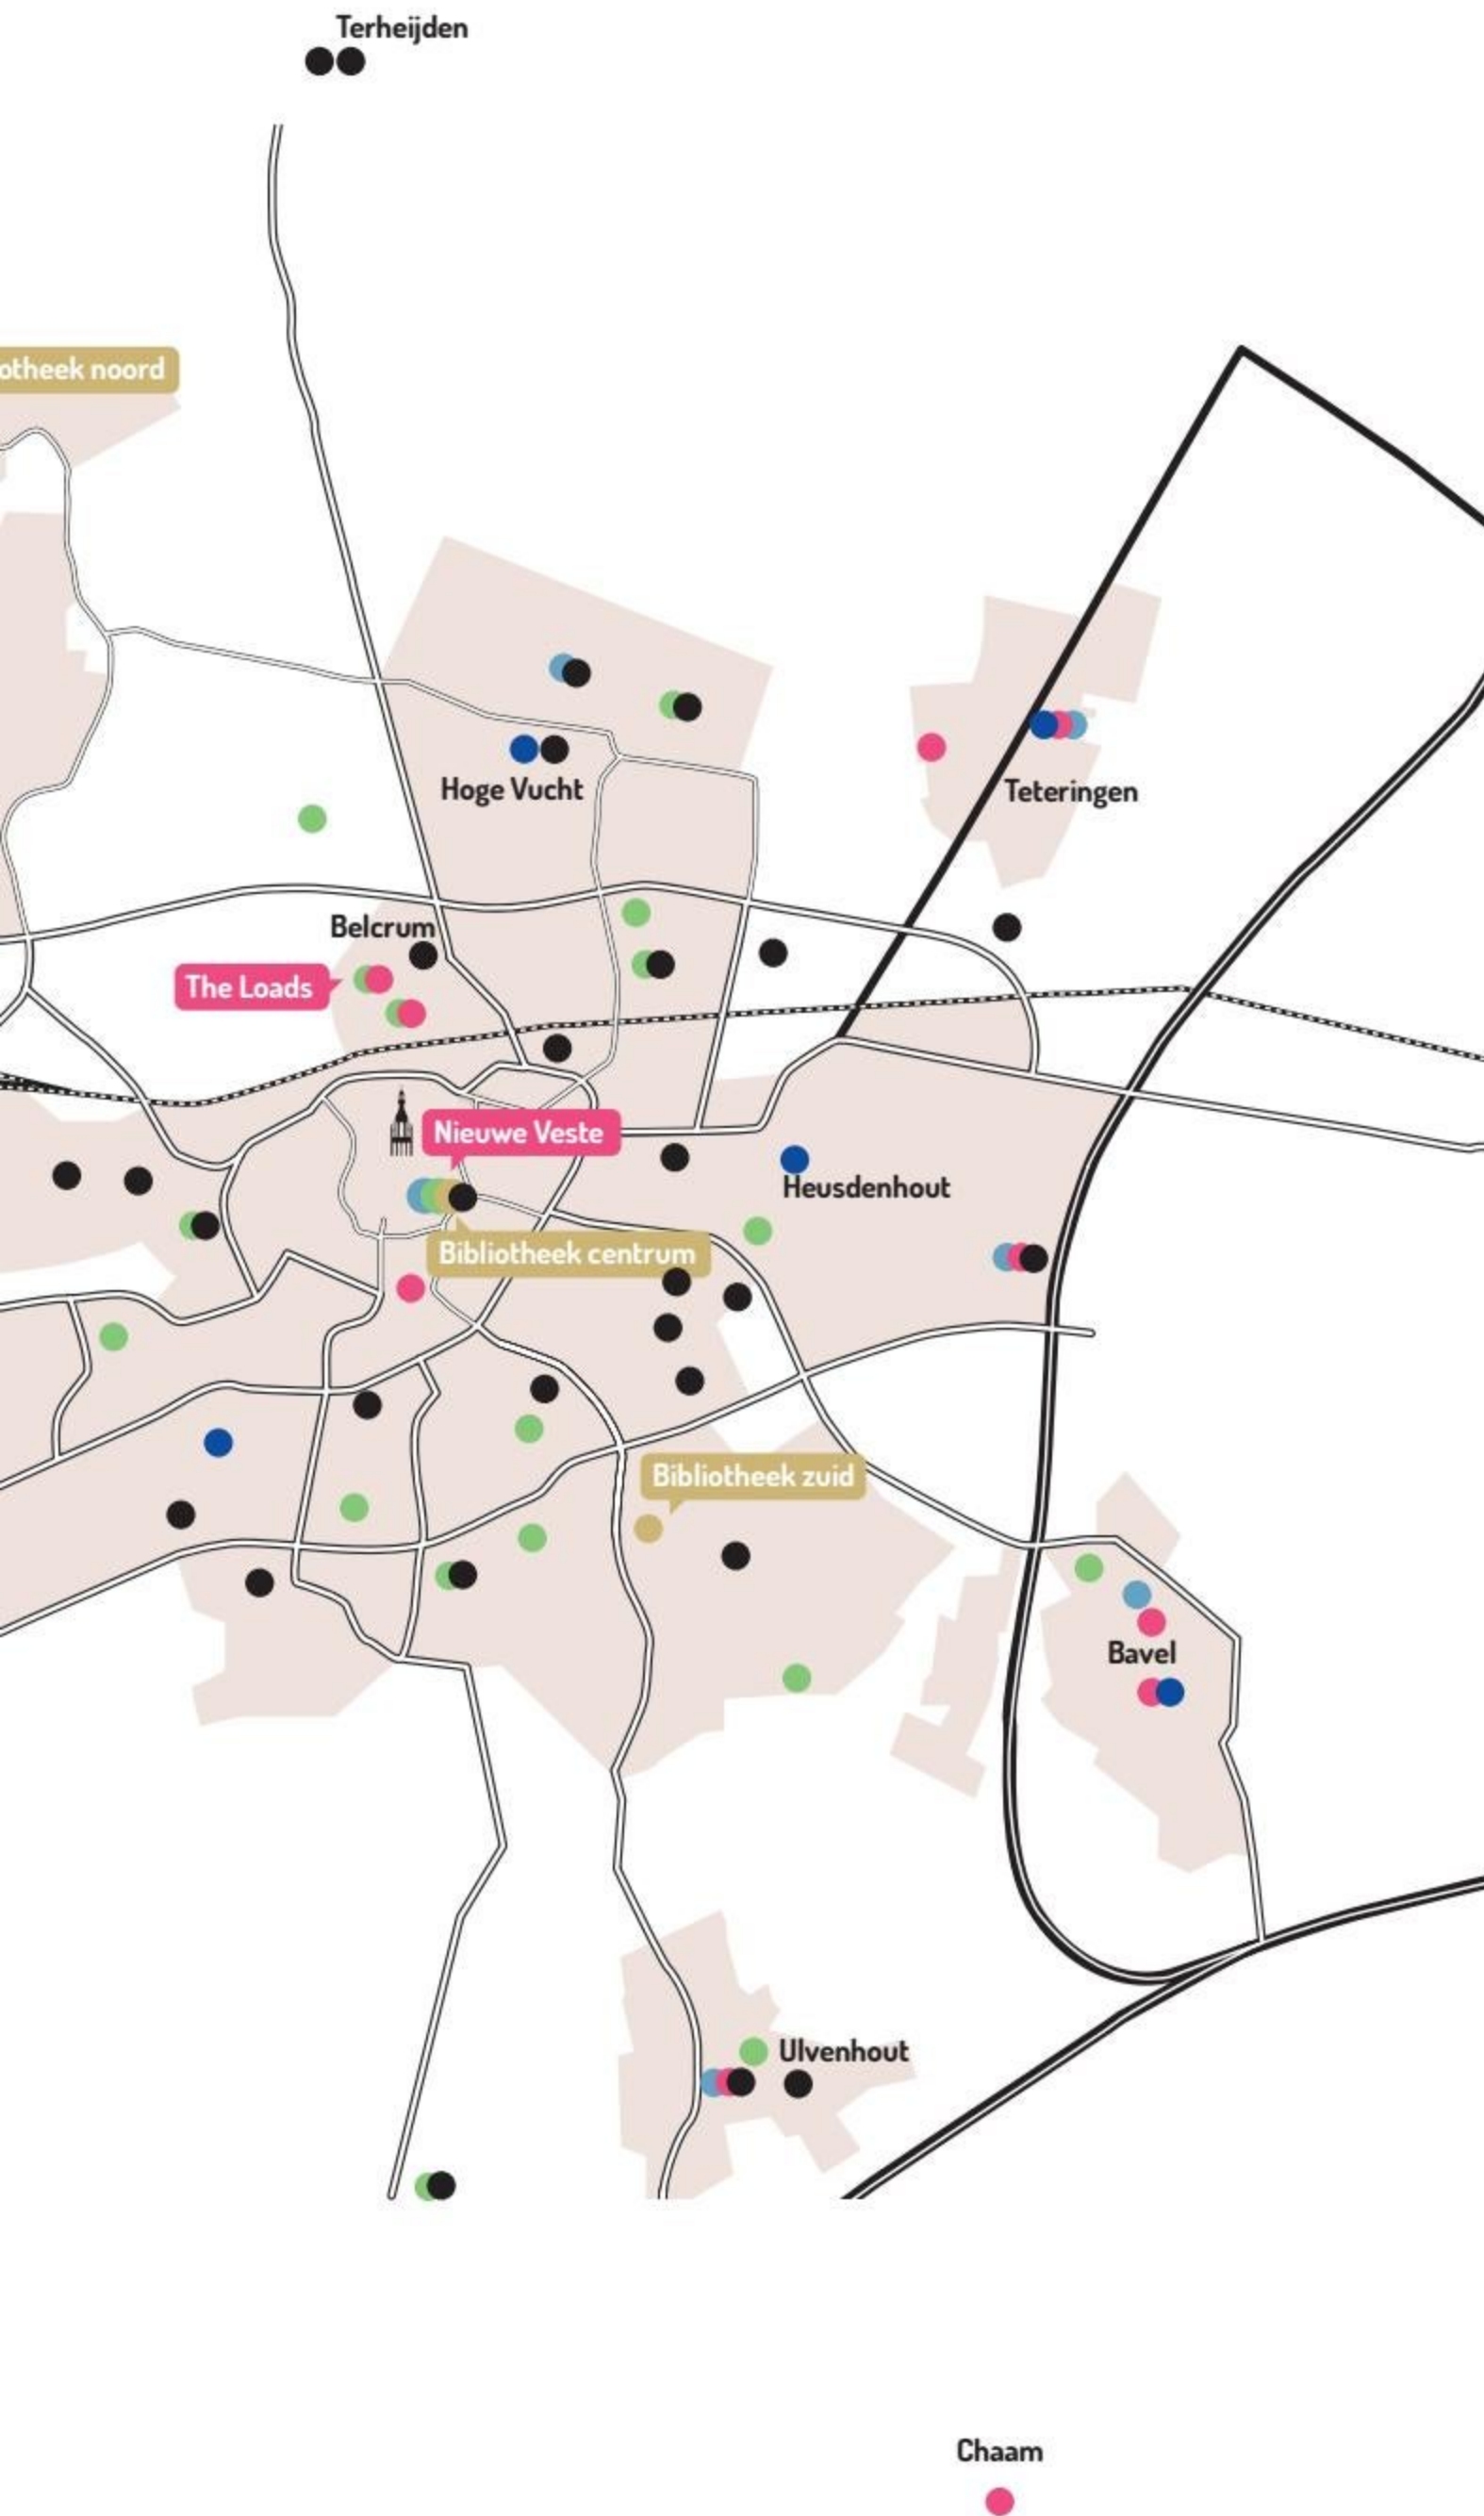 Terheijden
otheek noord
Hoge Vucht
Teteringen
Belcrum
The Loads
Nieuwe Veste
Heusdenhout
Bibliotheek centrum
Bibliotheek zuid
Bavel
Ulvenhout
Chaam